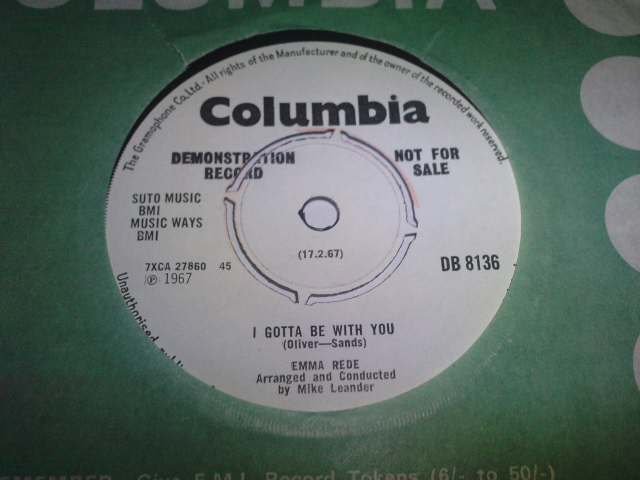 COLUMBIA
The Gramophone Co. Ltd. · All rights of the Manufacturer and of the owner of the recorded work reserved.
Columbia
DEMONSTRATION
RECORD
NOT FOR
SALE
SUTO MUSIC
BMI
MUSIC WAYS
BMI
(17.2.67)
7XCA 27860 45
Ⓟ 1967
DB 8136
Unauthorised
I GOTTA BE WITH YOU
(Oliver—Sands)
EMMA REDE
Arranged and Conducted
by Mike Leander
REMEMBER Give E.M.I. Record Tokens (6/- to 50/-)